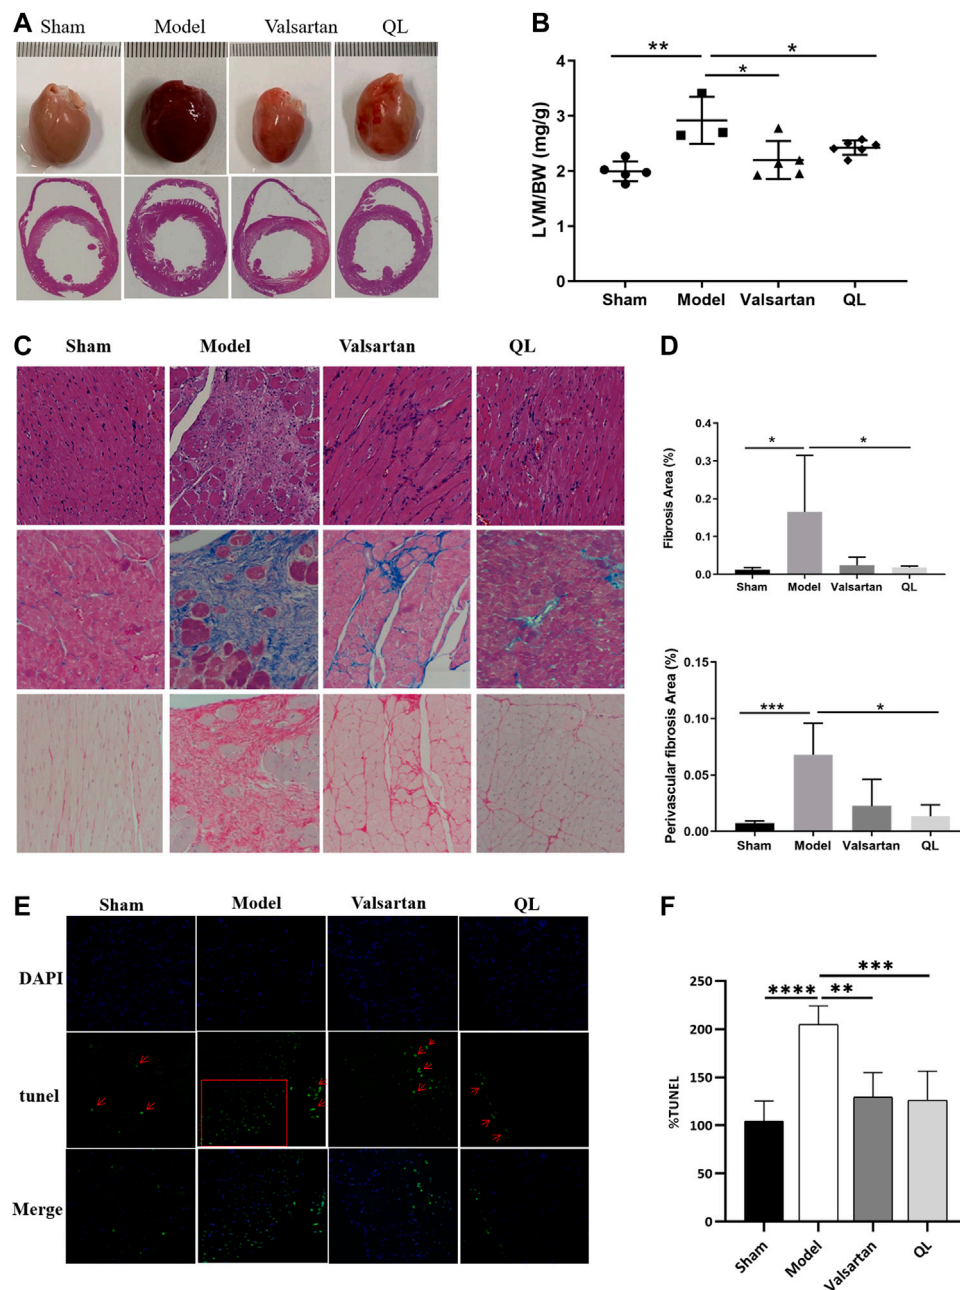 A
Sham Model Valsartan QL
B
** * *
LVM/BW (mg/g)
4
3
2
1
0
Sham Model Valsartan QL
C
Sham Model Valsartan QL
D
* *
Fibrosis Area (%)
0.4
0.3
0.2
0.1
0.0
Sham Model Valsartan QL
*** *
Perivascular fibrosis Area (%)
0.15
0.10
0.05
0.00
Sham Model Valsartan QL
E
Sham Model Valsartan QL
DAPI
tunel
Merge
F
***
**** **
%TUNEL
250
200
150
100
50
0
Sham Model Valsartan QL